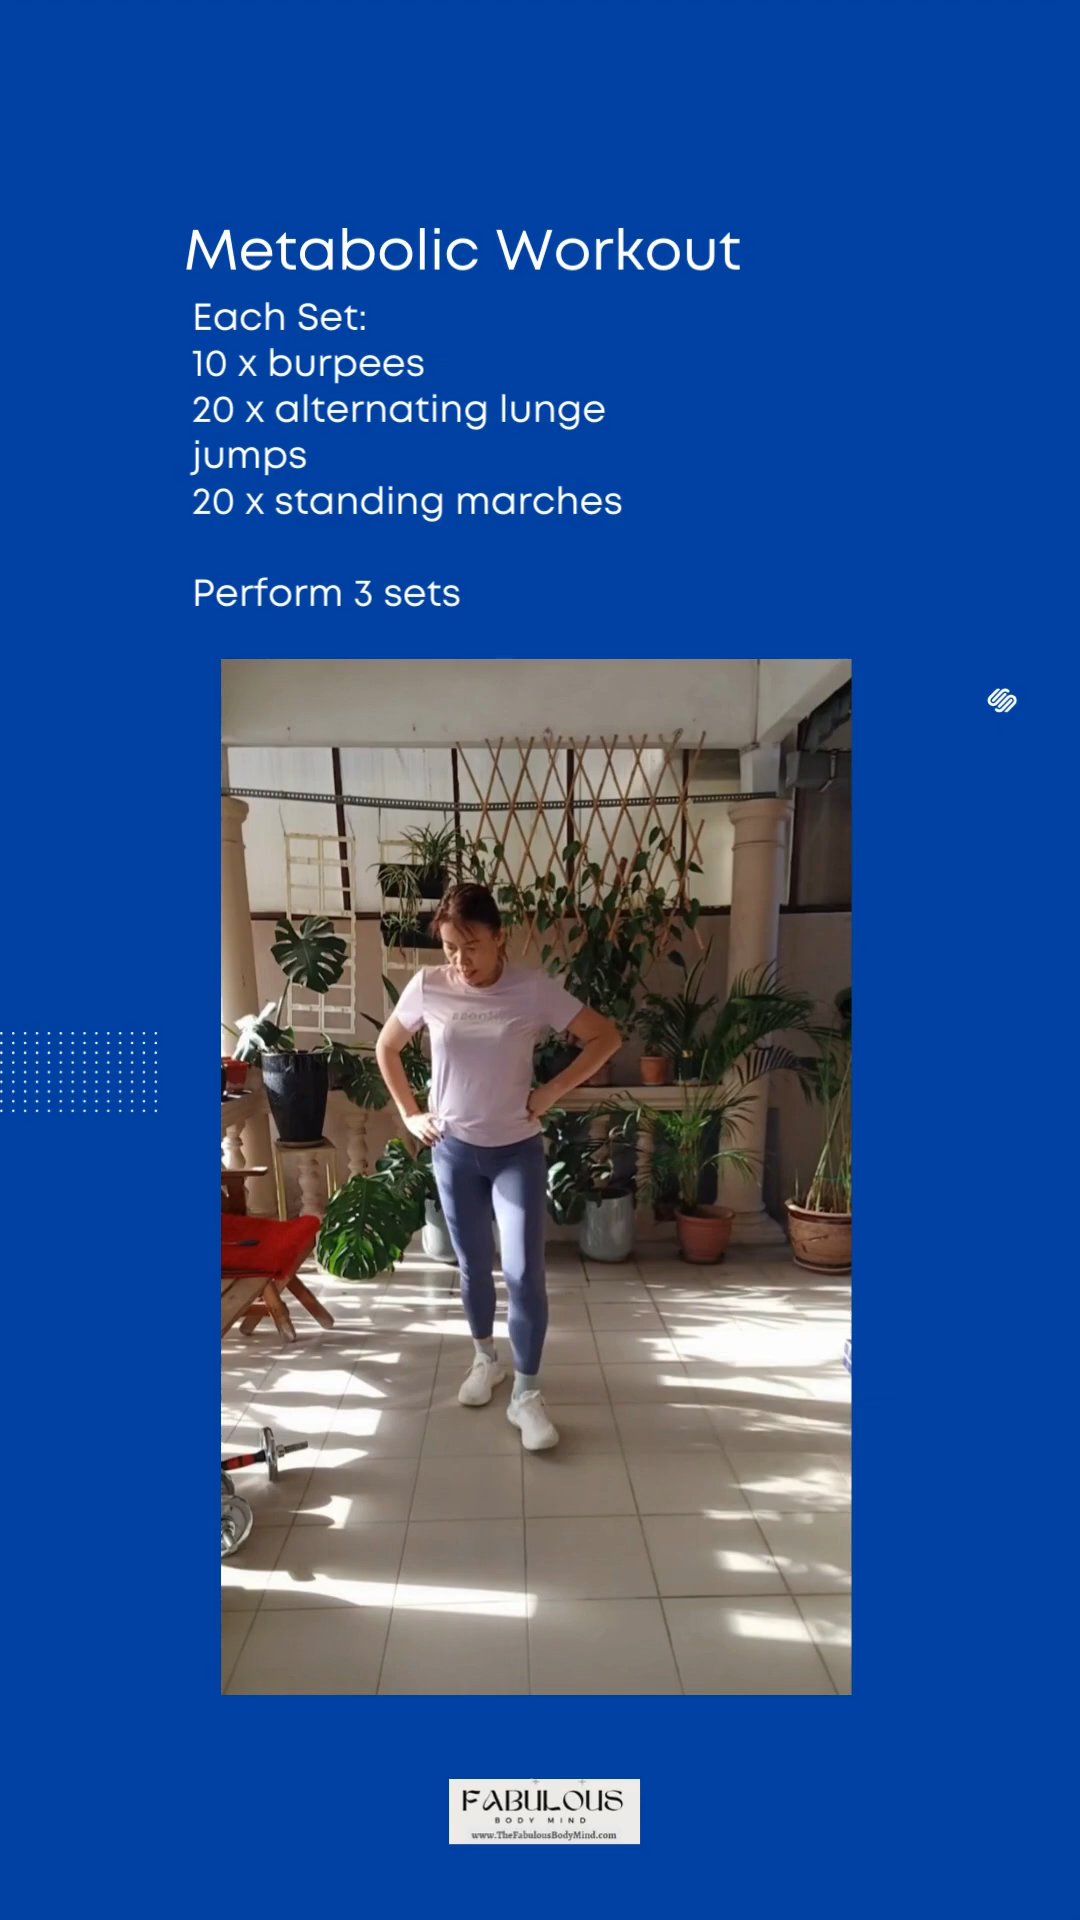 Metabolic Workout
Each Set:
10 x burpees
20 x alternating lunge
jumps
20 x standing marches
Perform 3 sets
FABULOUS
BODY MIND
www.TheFabulousBodyMind.com